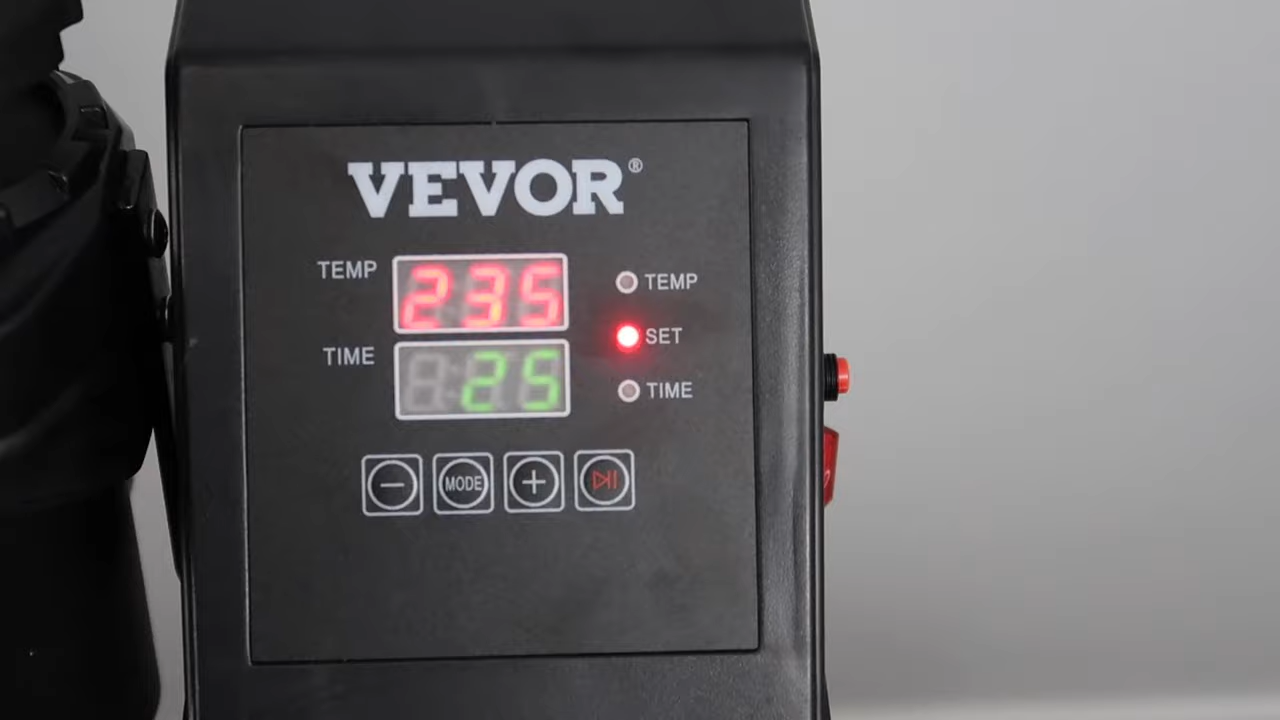 VEVOR®
TEMP 235 TEMP
SET
TIME 25 TIME
− MODE +